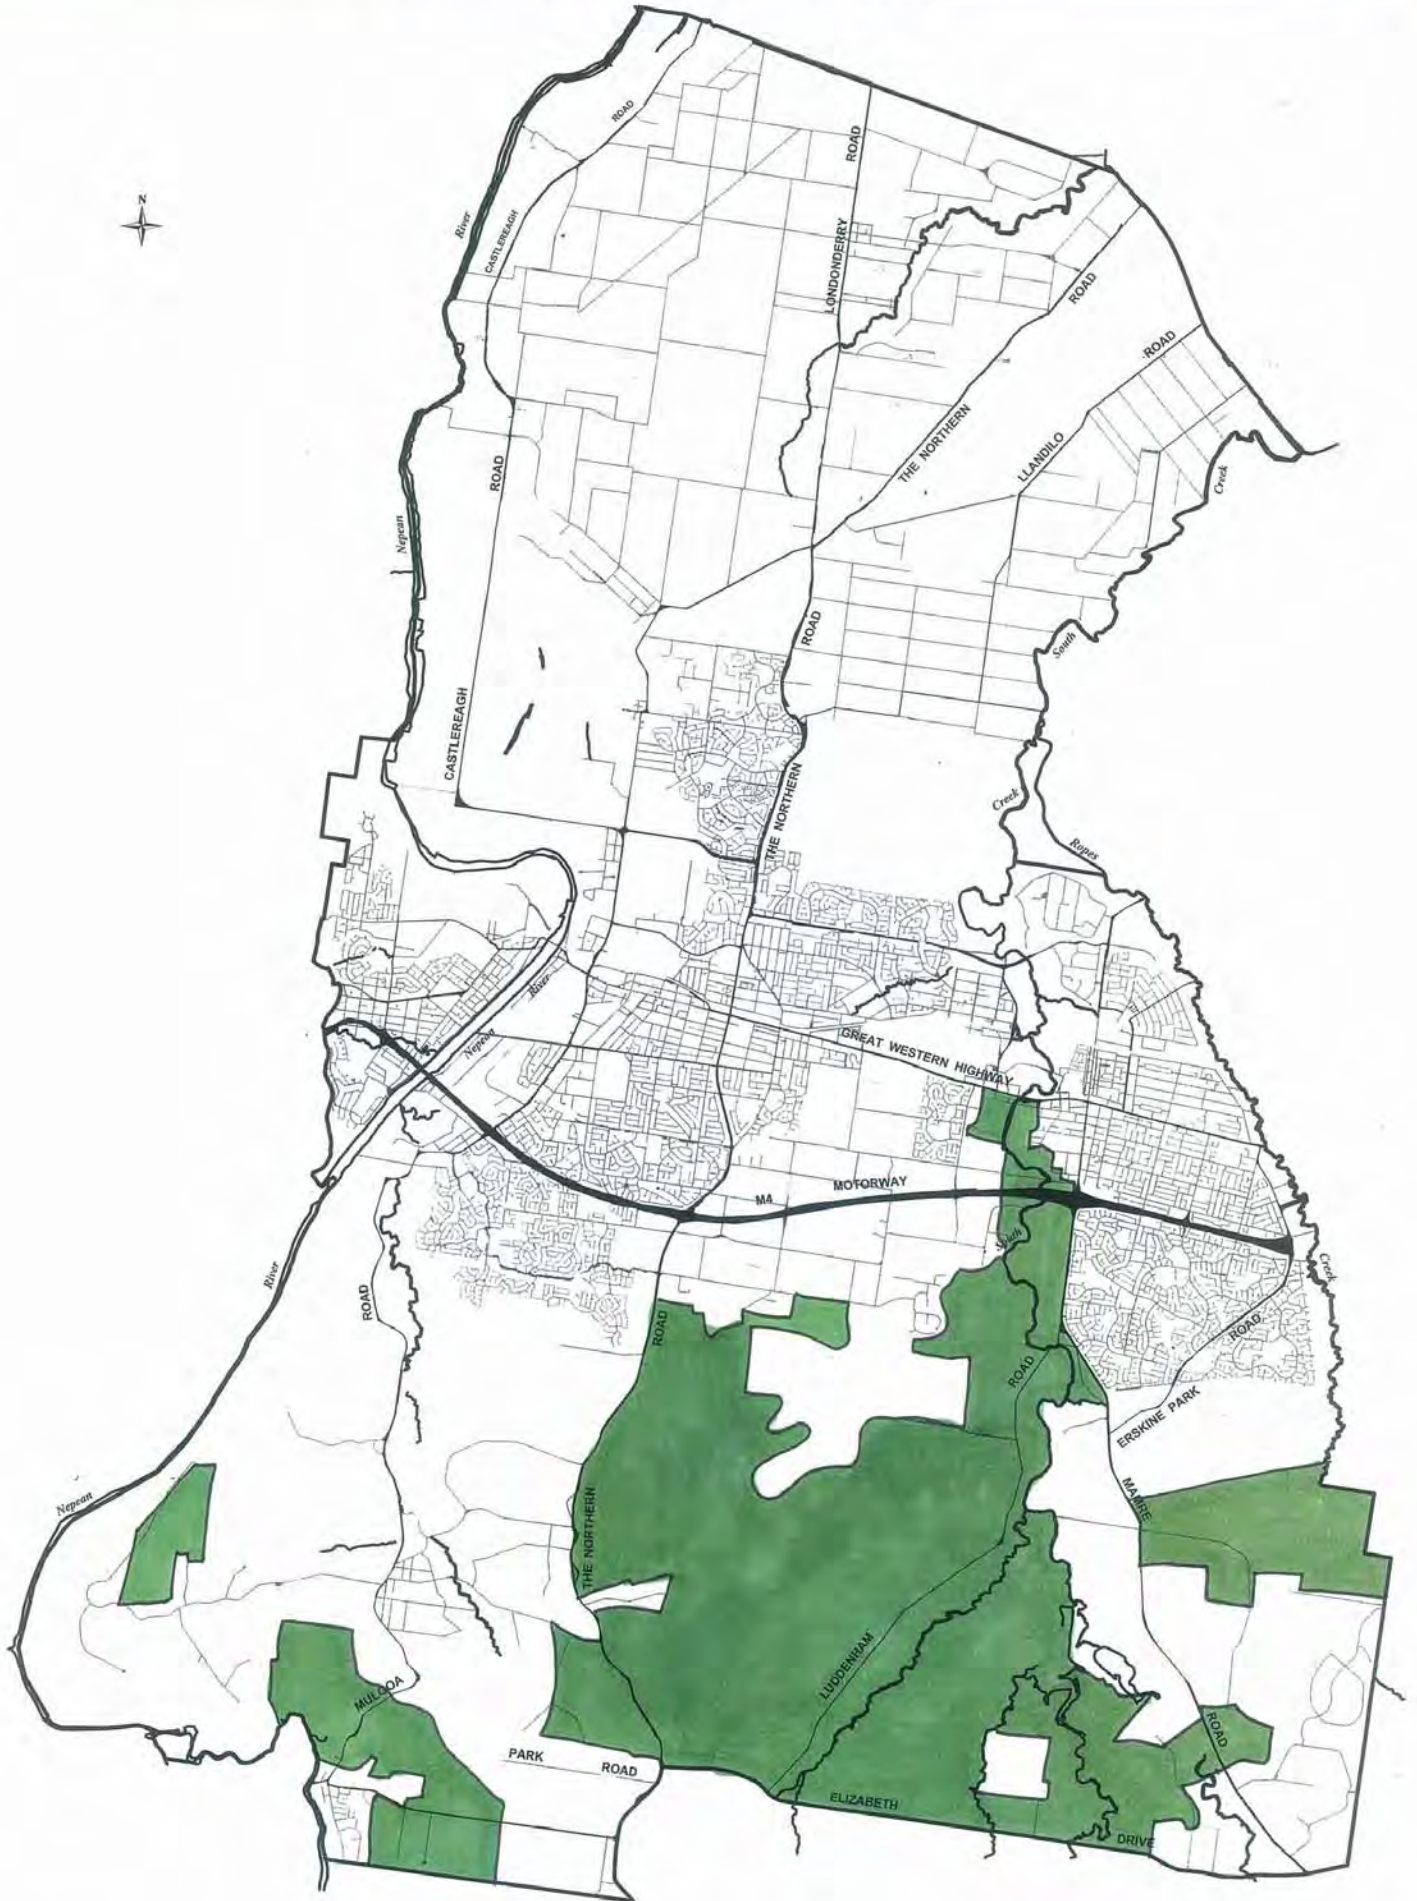 N
ROAD
ROAD
River
CASTLEREAGH
LONDONDERRY
ROAD
ROAD
THE NORTHERN
LLANDILO
ROAD
Creek
Nepean
ROAD
South
CASTLEREAGH
THE NORTHERN
Creek
Ropes
River
Nepean
GREAT WESTERN HIGHWAY
M4
MOTORWAY
South
Creek
River
ROAD
ROAD
ROAD
ROAD
ERSKINE PARK
Nepean
THE NORTHERN
MAMRE
LUDDENHAM
MULGOA
ROAD
PARK
ROAD
ELIZABETH
DRIVE